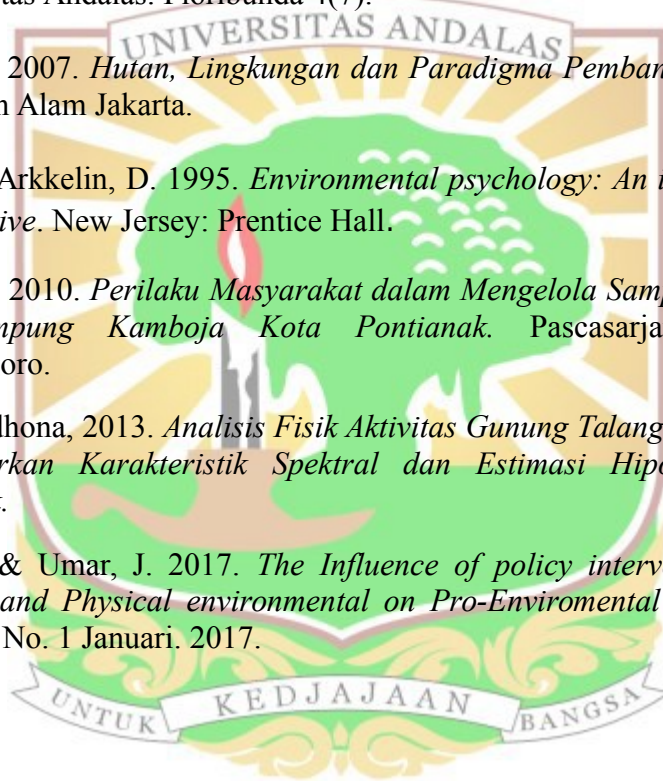 tas Andalas. Floribunda 4(7).
UNIVERSITAS ANDALAS
2007. Hutan, Lingkungan dan Paradigma Pemban
n Alam Jakarta.
Arkkelin, D. 1995. Environmental psychology: An i
ive. New Jersey: Prentice Hall.
2010. Perilaku Masyarakat dalam Mengelola Samp
mpung Kamboja Kota Pontianak. Pascasarja
oro.
dhona, 2013. Analisis Fisik Aktivitas Gunung Talang
rkan Karakteristik Spektral dan Estimasi Hipo
& Umar, J. 2017. The Influence of policy interv
and Physical environmental on Pro-Enviromental
No. 1 Januari. 2017.
UNTUK KEDJAJAAN BANGSA